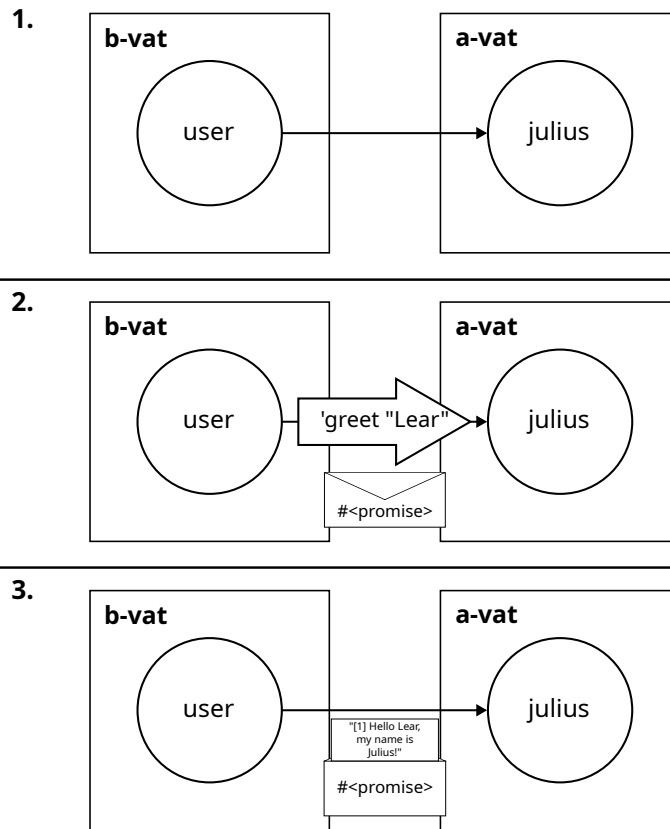 1.
b-vat
a-vat
user
julius
2.
b-vat
a-vat
user
'greet "Lear"
julius
#<promise>
3.
b-vat
a-vat
user
julius
"[1] Hello Lear,
my name is
Julius!"
#<promise>